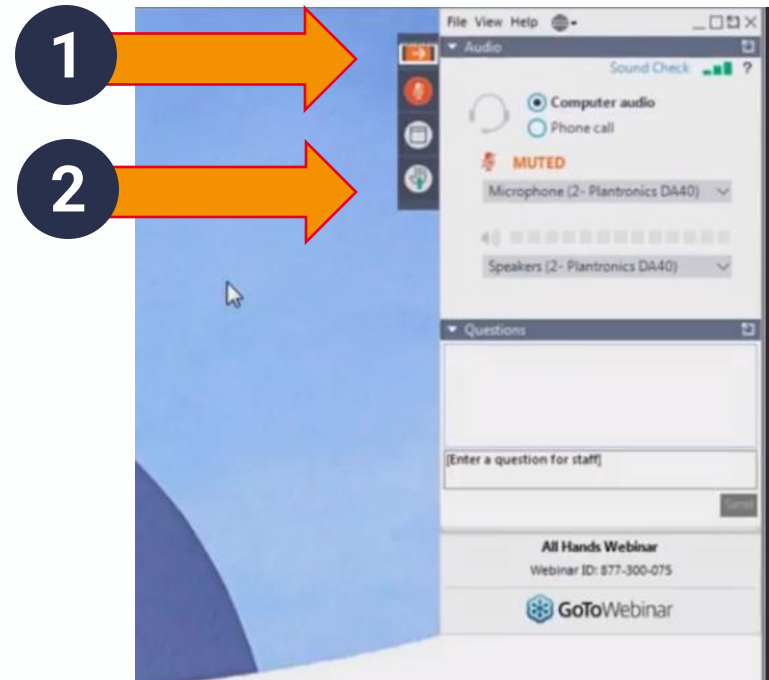 1
2
File View Help
Audio
Sound Check ?
Computer audio
Phone call
MUTED
Microphone (2- Plantronics DA40)
Speakers (2- Plantronics DA40)
Questions
[Enter a question for staff]
Send
All Hands Webinar
Webinar ID: 877-300-075
GoToWebinar